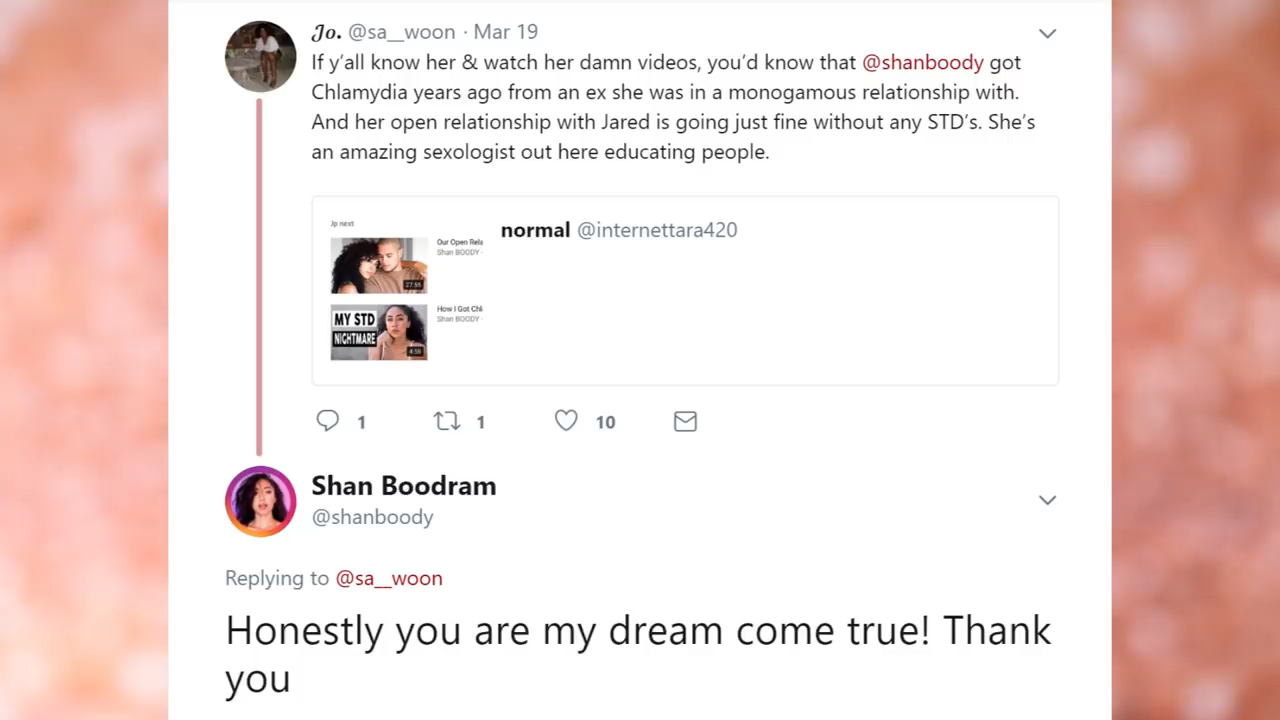 Jo. @sa__woon · Mar 19
If y'all know her & watch her damn videos, you'd know that @shanboody got
Chlamydia years ago from an ex she was in a monogamous relationship with.
And her open relationship with Jared is going just fine without any STD's. She's
an amazing sexologist out here educating people.
Jp next
normal @internettara420
Our Open Rela
Shan BOODY ·
27:55
How I Got Chl
Shan BOODY ·
MY STD
NIGHTMARE
4:56
1 1 10
Shan Boodram
@shanboody
Replying to @sa__woon
Honestly you are my dream come true! Thank
you